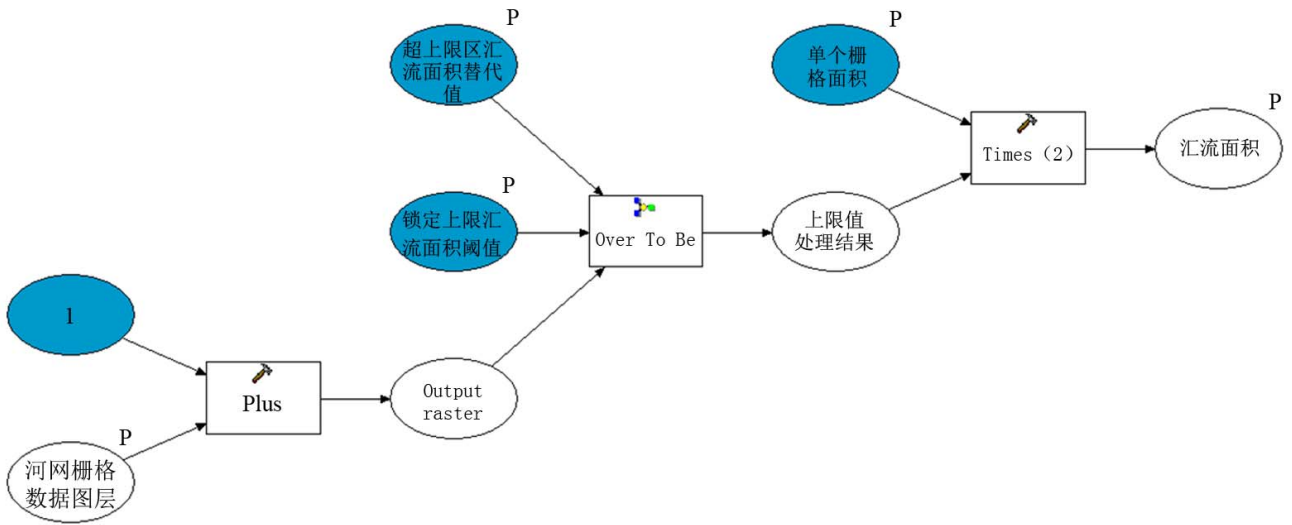 P
超上限区汇
流面积替代
值
P
单个栅
格面积
P
Times（2）
汇流面积
P
锁定上限汇
流面积阈值
Over To Be
上限值
处理结果
1
Plus
Output
raster
P
河网栅格
数据图层